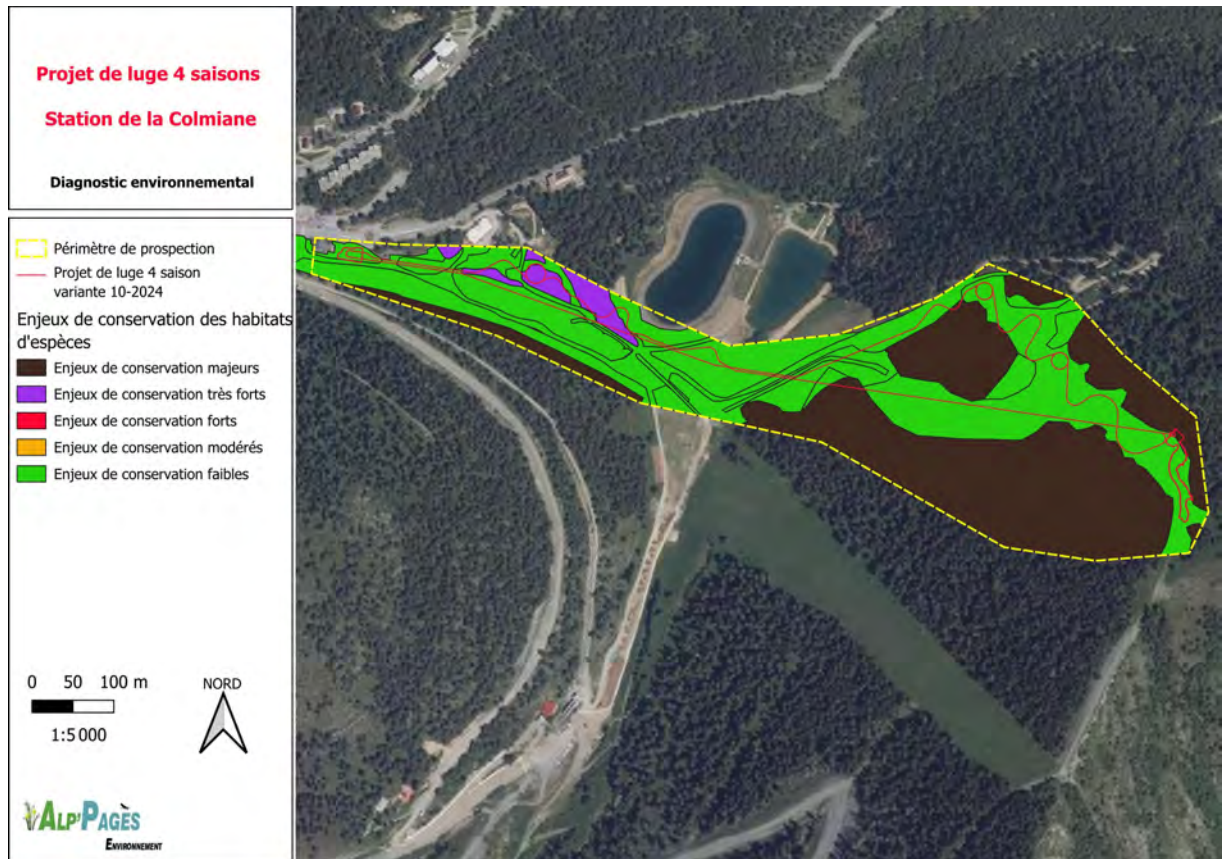 Projet de luge 4 saisons
Station de la Colmiane
Diagnostic environnemental
Périmètre de prospection
Projet de luge 4 saison
variante 10-2024
Enjeux de conservation des habitats
d'espèces
Enjeux de conservation majeurs
Enjeux de conservation très forts
Enjeux de conservation forts
Enjeux de conservation modérés
Enjeux de conservation faibles
0 50 100 m
1:5 000
NORD
ALP'PAGÈS
ENVIRONNEMENT